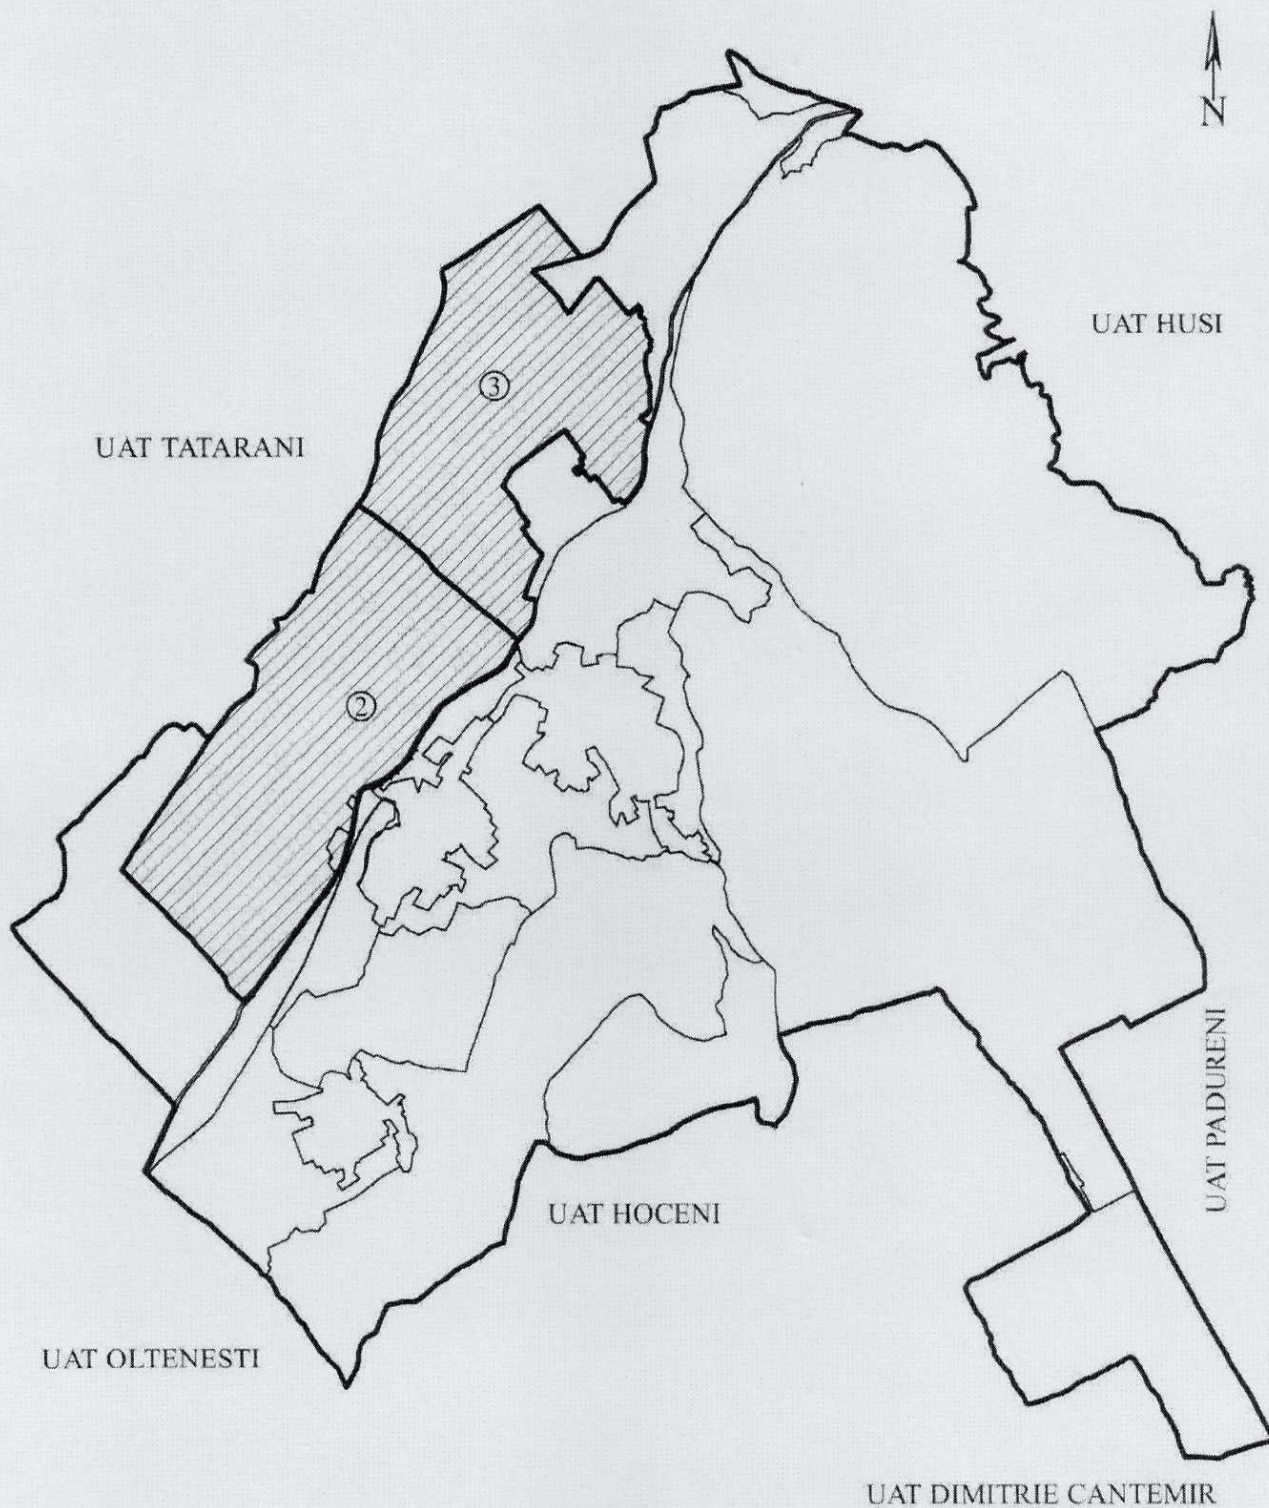 N
UAT HUSI
3
UAT TATARANI
2
UAT PADURENI
UAT HOCENI
UAT OLTENESTI
UAT DIMITRIE CANTEMIR